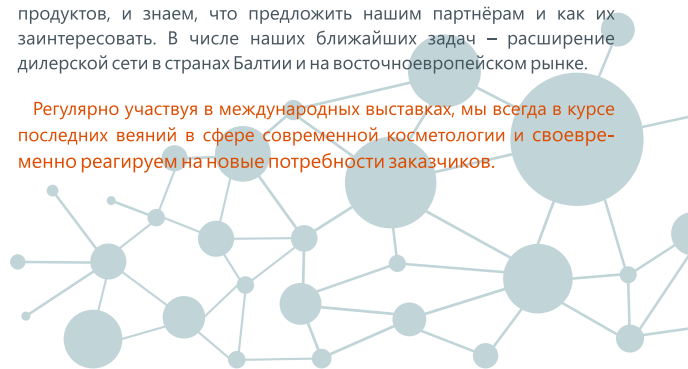 продуктов, и знаем, что предложить нашим партнёрам и как их
заинтересовать. В числе наших ближайших задач – расширение
дилерской сети в странах Балтии и на восточноевропейском рынке.
Регулярно участвуя в международных выставках, мы всегда в курсе
последних веяний в сфере современной косметологии и своевре-
менно реагируем на новые потребности заказчиков.